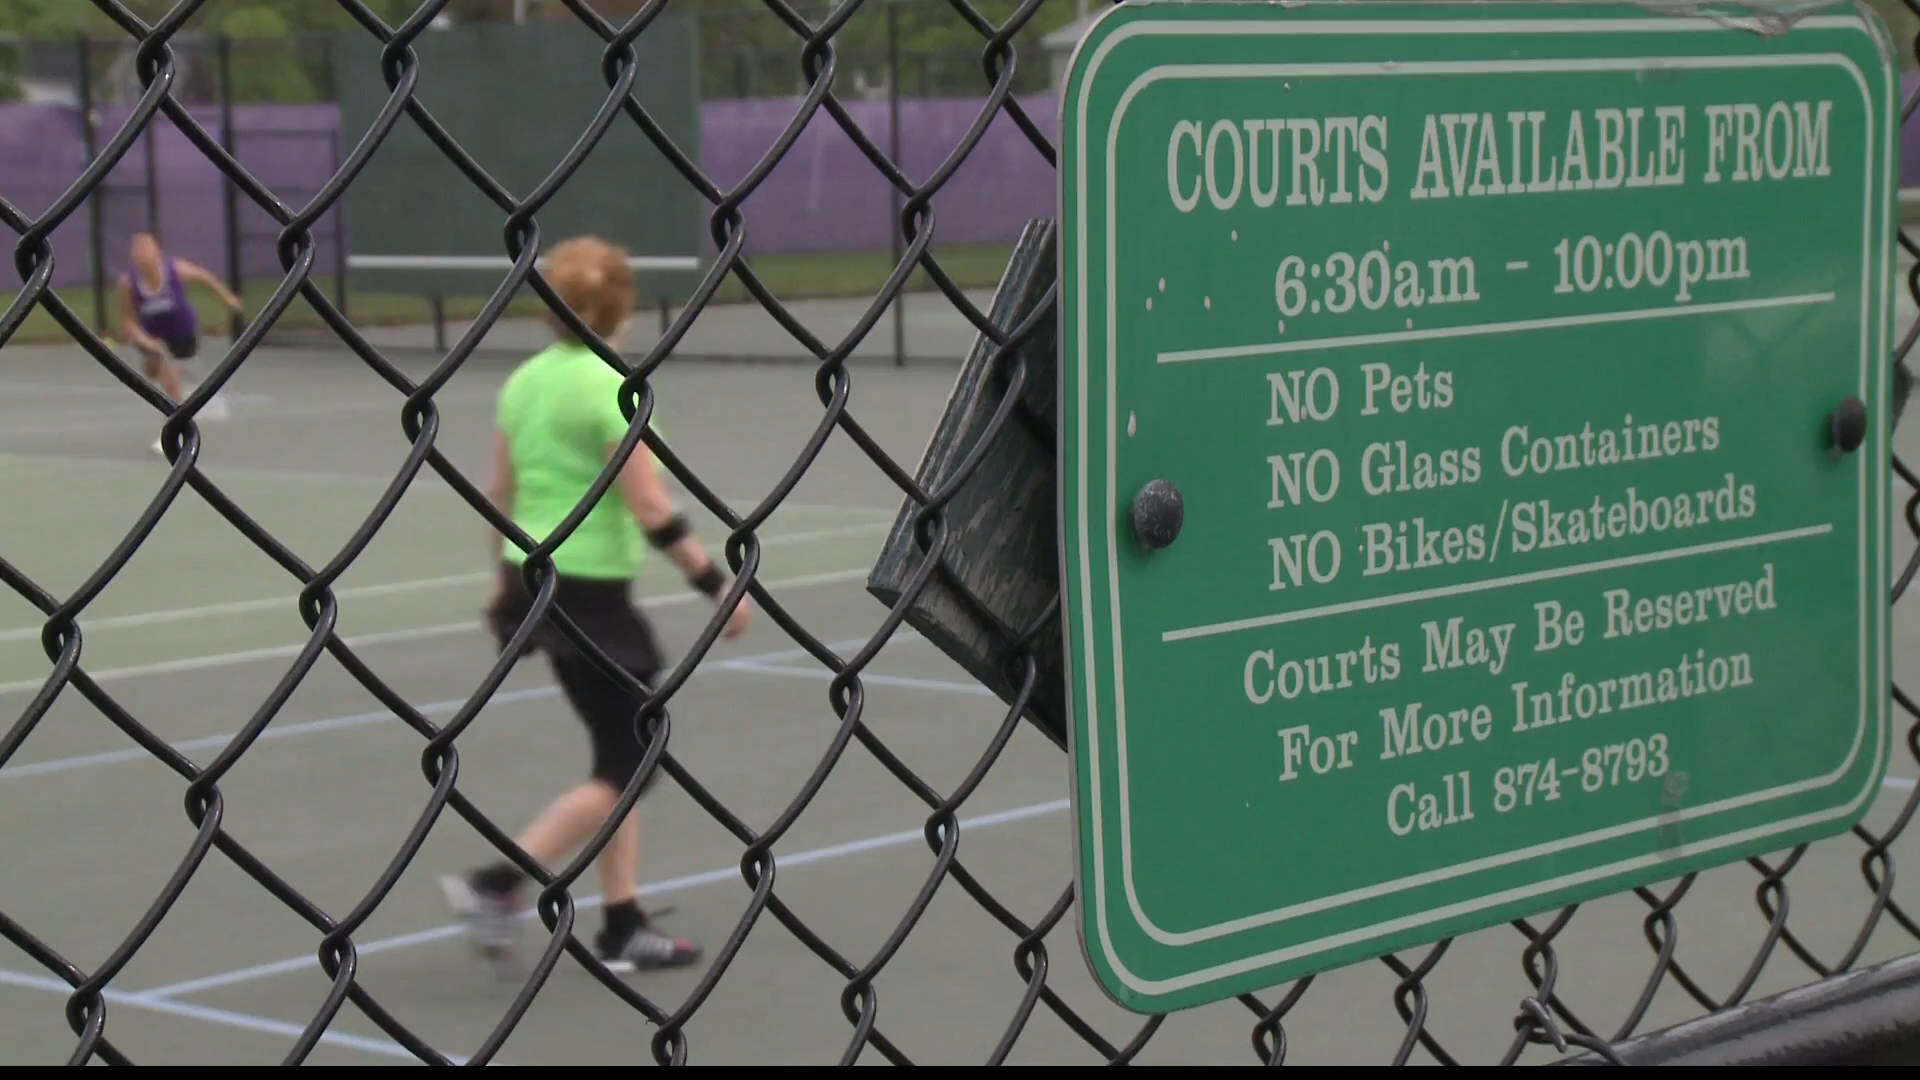 COURTS AVAILABLE FROM
6:30am - 10:00pm
NO Pets
NO Glass Containers
NO Bikes/Skateboards
Courts May Be Reserved
For More Information
Call 874-8793